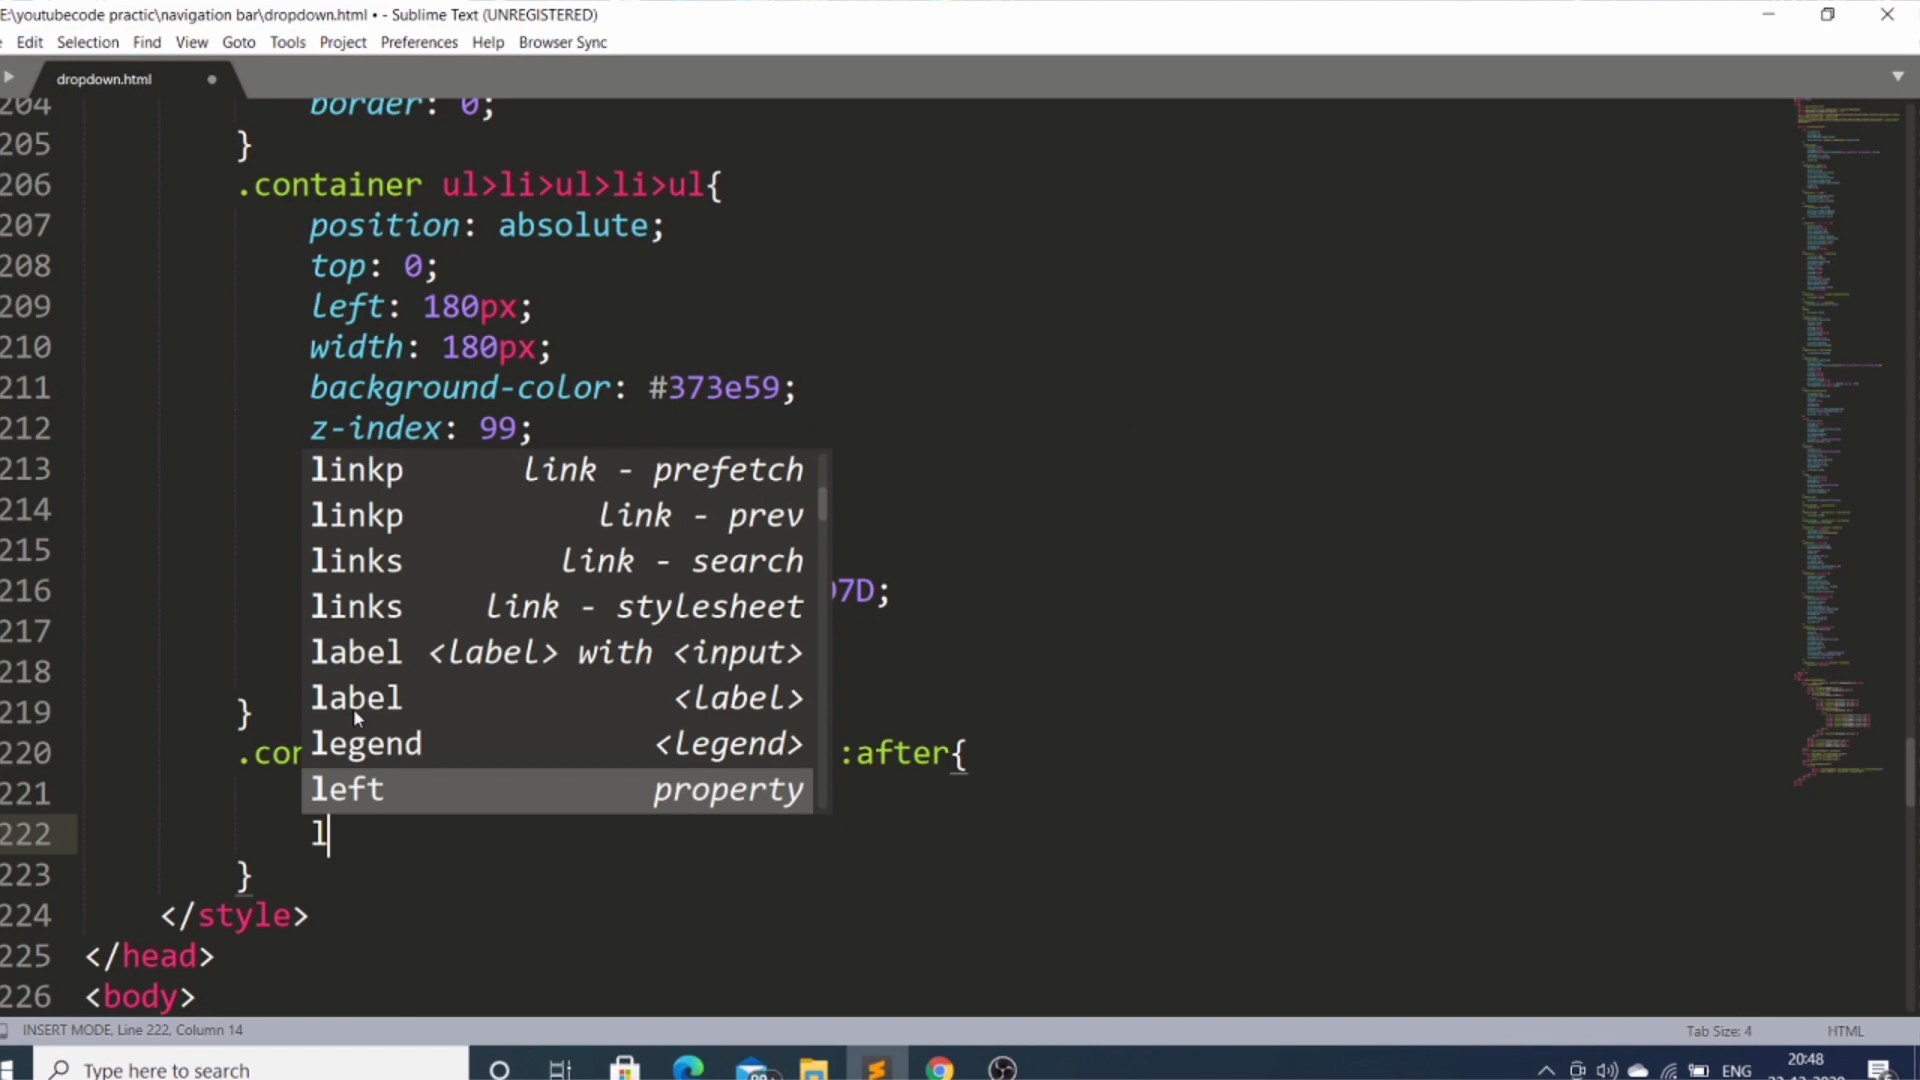 E:\youtubecode practic\navigation bar\dropdown.html • - Sublime Text (UNREGISTERED)
Edit Selection Find View Goto Tools Project Preferences Help Browser Sync
dropdown.html
204 border: 0;
205 }
206 .container ul>li>ul>li>ul{
207 position: absolute;
208 top: 0;
209 left: 180px;
210 width: 180px;
211 background-color: #373e59;
212 z-index: 99;
213 linkp link - prefetch
214 linkp link - prev
215 links link - search
216 7D;
links link - stylesheet
217 label <label> with <input>
218 label <label>
219 }
legend <legend>
220 .con :after{
221 left property
222 l
223 }
224 </style>
225 </head>
226 <body>
INSERT MODE, Line 222, Column 14 Tab Size: 4 HTML
Type here to search 99+ ENG 20:48